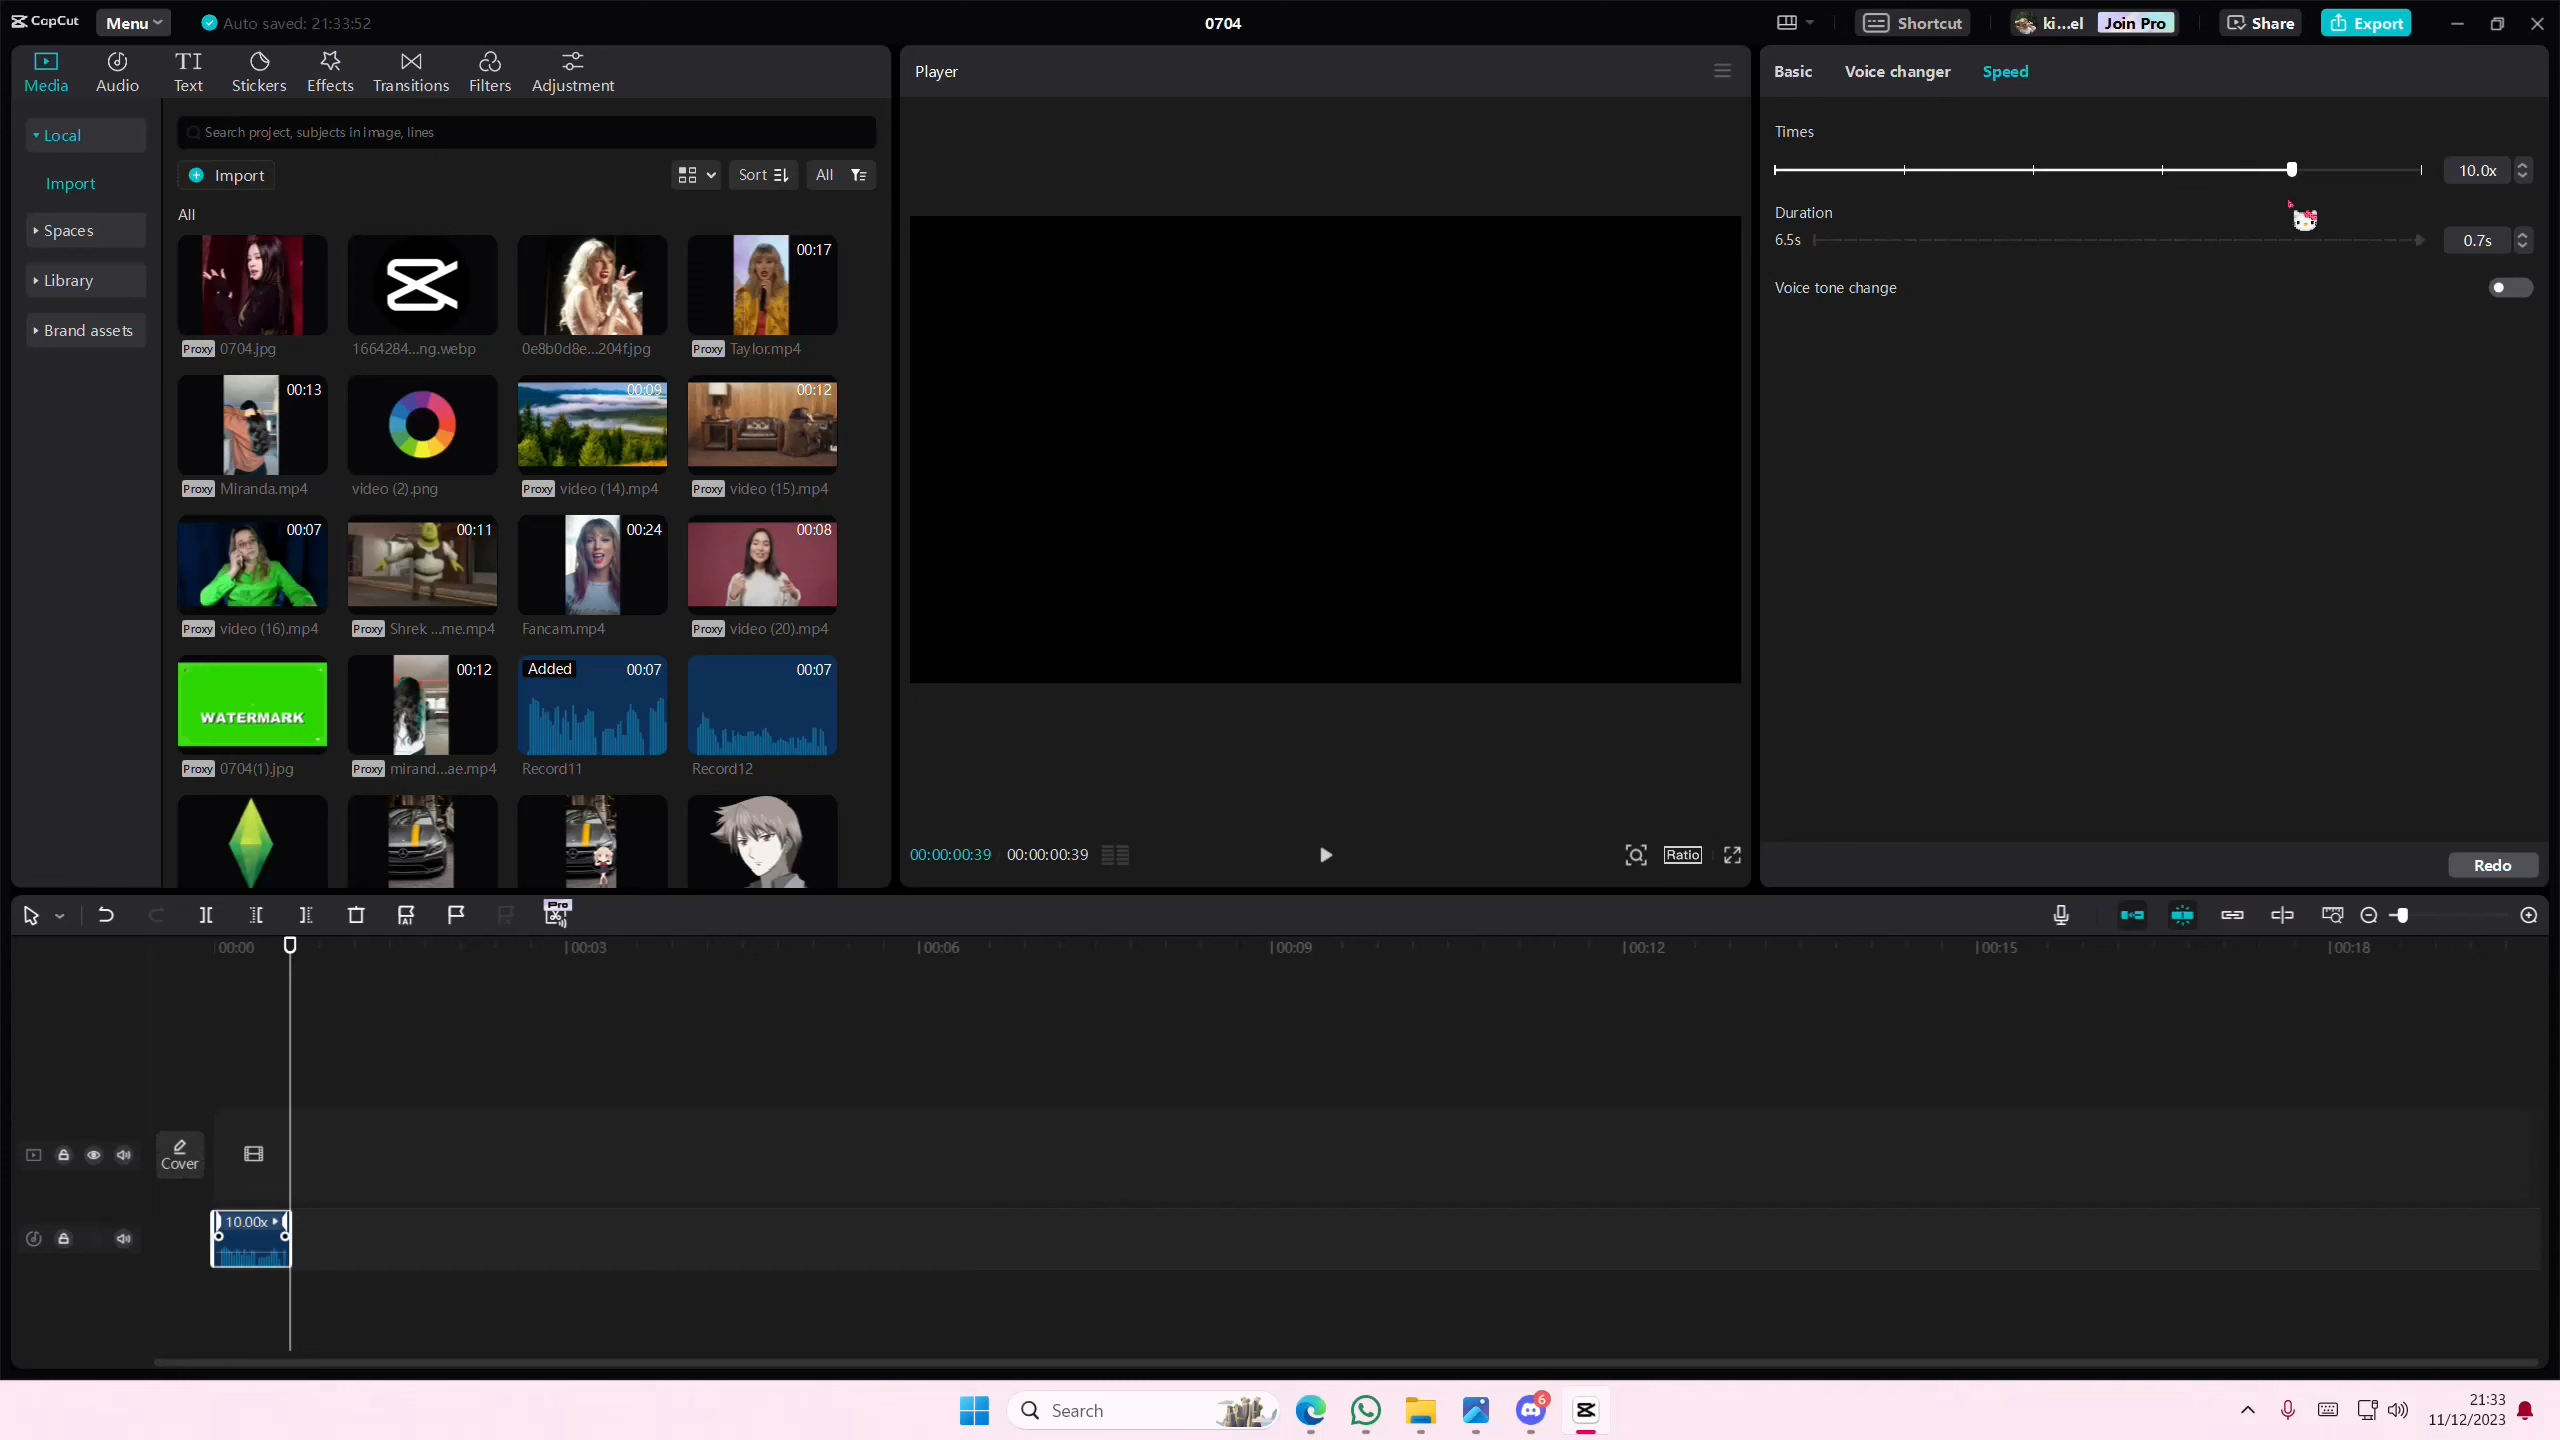 CapCut
Menu
Auto saved: 21:33:52
0704
Shortcut
ki...el
Join Pro
Share
Export
Media
Audio
TI
Text
Stickers
Effects
Transitions
Filters
Adjustment
Player
Basic
Voice changer
Speed
Local
Import
Spaces
Library
Brand assets
Search project, subjects in image, lines
Import
Sort
All
All
00:17
Proxy 0704.jpg
1664284...ng.webp
0e8b0d8e...204f.jpg
Proxy Taylor.mp4
00:13
00:09
00:12
Proxy Miranda.mp4
video (2).png
Proxy video (14).mp4
Proxy video (15).mp4
00:07
00:11
00:24
00:08
Proxy video (16).mp4
Proxy Shrek ...me.mp4
Fancam.mp4
Proxy video (20).mp4
WATERMARK
00:12
Added 00:07
00:07
Proxy 0704(1).jpg
Proxy mirand...ae.mp4
Record11
Record12
00:00:00:39
00:00:00:39
Ratio
Times
10.0x
Duration
6.5s
0.7s
Voice tone change
Redo
AI
Pro
00:00
00:03
00:06
00:09
00:12
00:15
00:18
Cover
10.00x
Search
6
21:33
11/12/2023